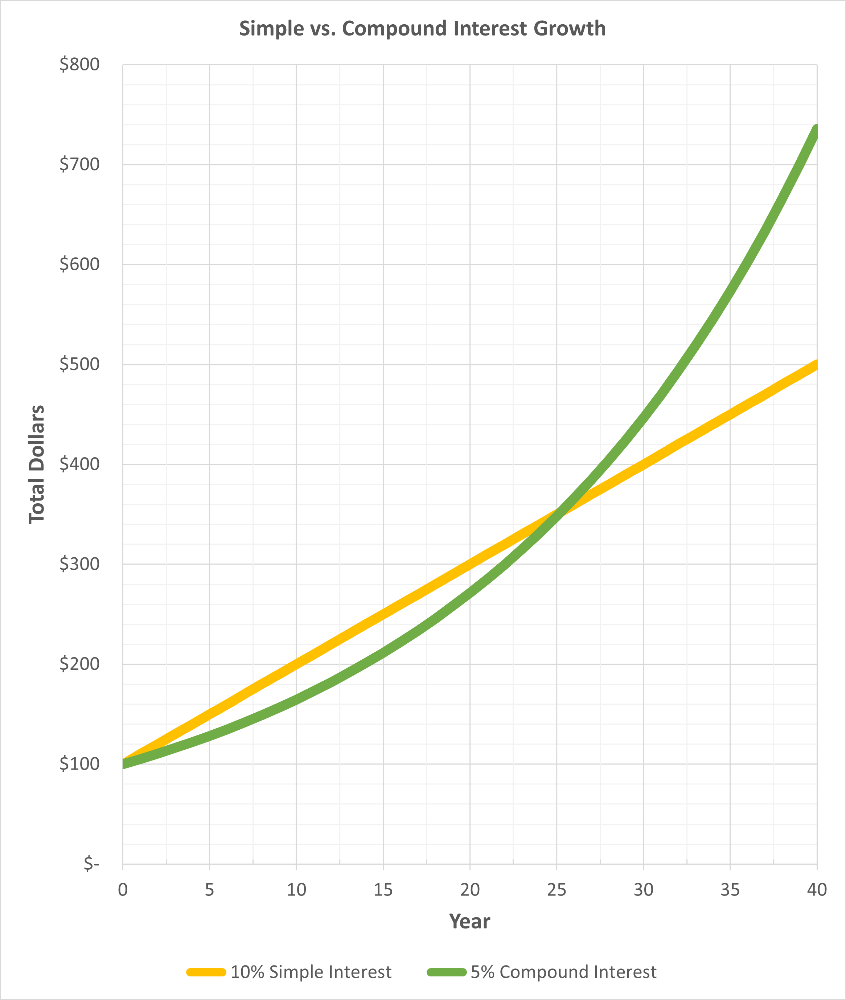 Simple vs. Compound Interest Growth
$800
$700
$600
$500
$400
$300
$200
$100
$-
Total Dollars
0 5 10 15 20 25 30 35 40
Year
10% Simple Interest 5% Compound Interest